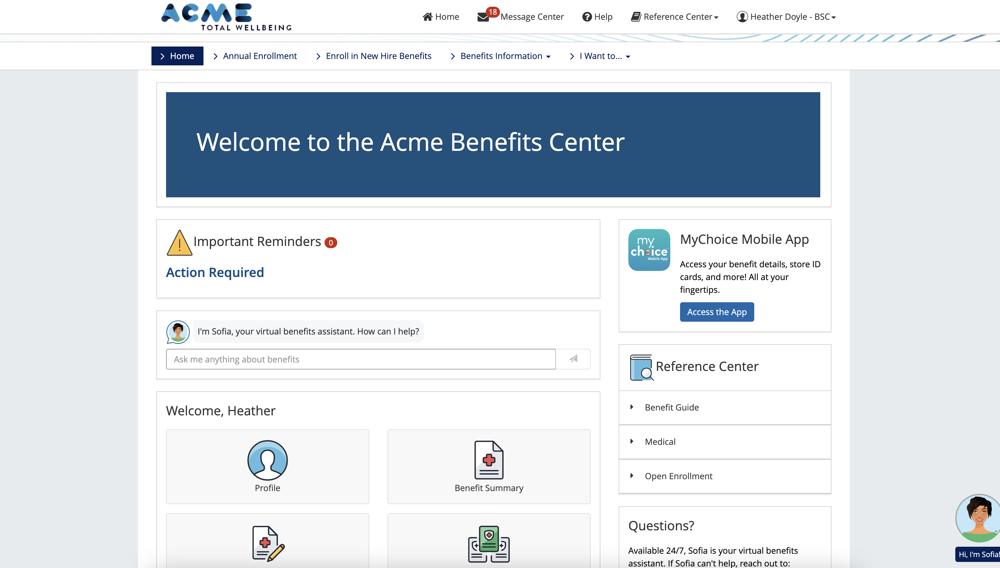 ACME
TOTAL WELLBEING
Home
18
Message Center
Help
Reference Center
Heather Doyle - BSC
Home
Annual Enrollment
Enroll in New Hire Benefits
Benefits Information
I Want to...
Welcome to the Acme Benefits Center
Important Reminders 0
Action Required
I'm Sofia, your virtual benefits assistant. How can I help?
Ask me anything about benefits
Welcome, Heather
Profile
Benefit Summary
my
choice
Mobile App
MyChoice Mobile App
Access your benefit details, store ID
cards, and more! All at your
fingertips.
Access the App
Reference Center
Benefit Guide
Medical
Open Enrollment
Questions?
Available 24/7, Sofia is your virtual benefits
assistant. If Sofia can't help, reach out to:
Hi, I'm Sofia!